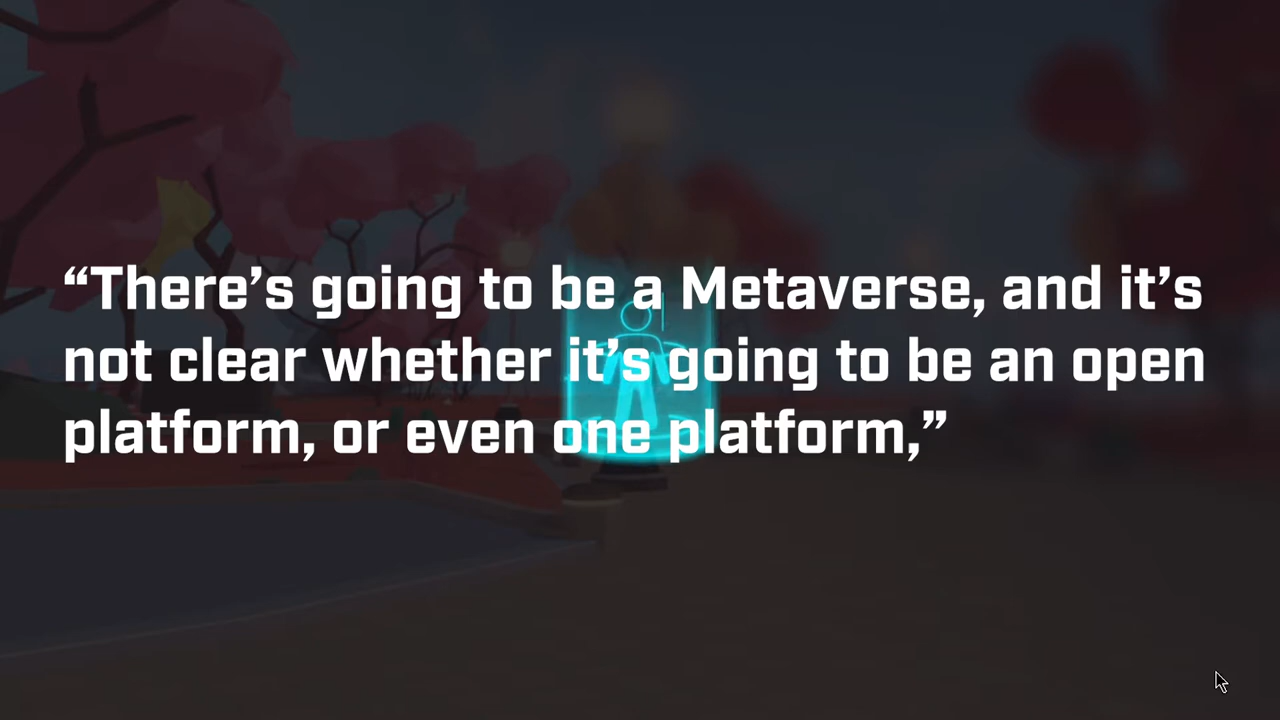 “There’s going to be a Metaverse, and it’s
not clear whether it’s going to be an open
platform, or even one platform,”